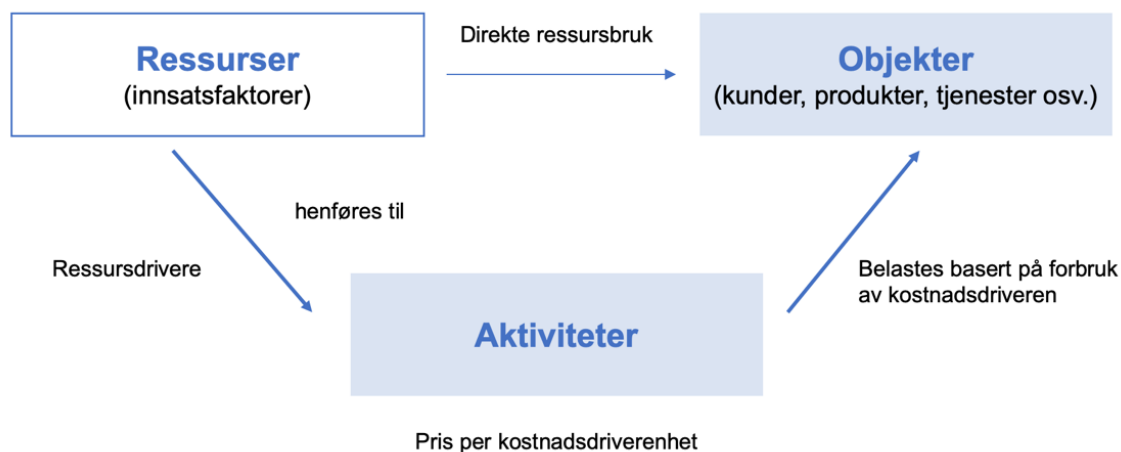 Ressurser
(innsatsfaktorer)
Direkte ressursbruk
Objekter
(kunder, produkter, tjenester osv.)
henføres til
Ressursdrivere
Belastes basert på forbruk
av kostnadsdriveren
Aktiviteter
Pris per kostnadsdriverenhet